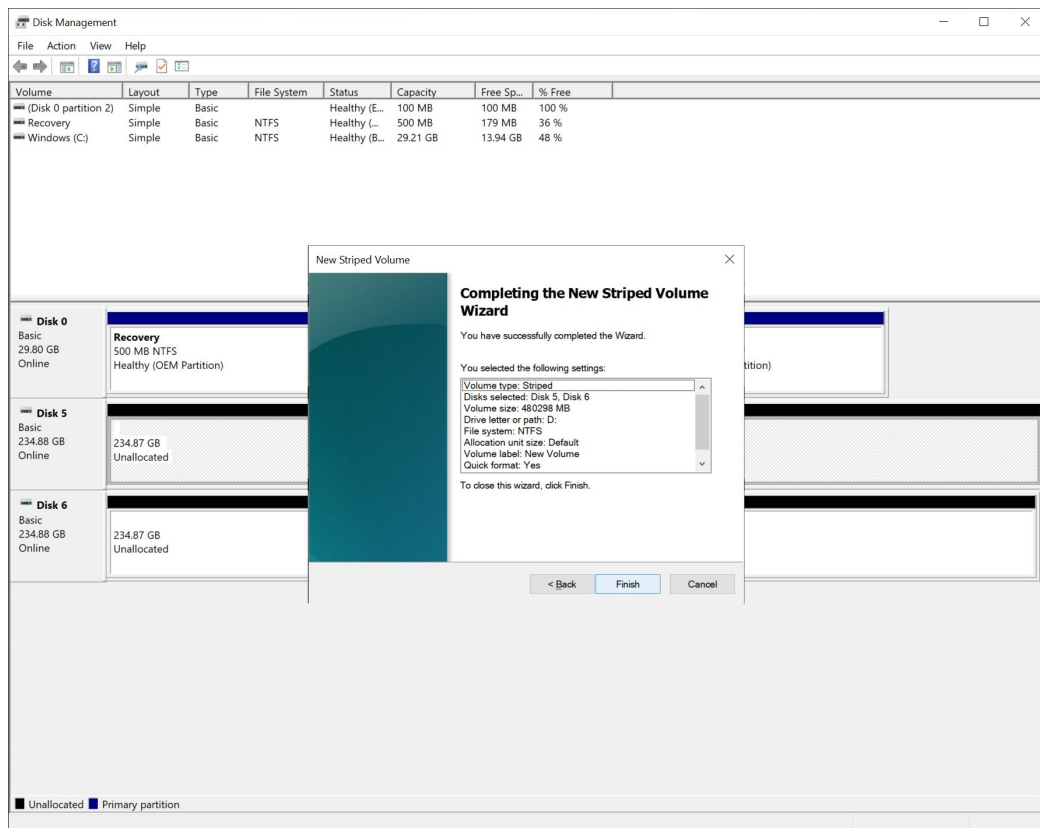 Disk Management
File Action View Help
Volume Layout Type File System Status Capacity Free Sp... % Free
(Disk 0 partition 2) Simple Basic Healthy (E... 100 MB 100 MB 100 %
Recovery Simple Basic NTFS Healthy (... 500 MB 179 MB 36 %
Windows (C:) Simple Basic NTFS Healthy (B... 29.21 GB 13.94 GB 48 %
Disk 0
Basic
29.80 GB
Online
Recovery
500 MB NTFS
Healthy (OEM Partition)
tition)
Disk 5
Basic
234.88 GB
Online
234.87 GB
Unallocated
Disk 6
Basic
234.88 GB
Online
234.87 GB
Unallocated
New Striped Volume
Completing the New Striped Volume
Wizard
You have successfully completed the Wizard.
You selected the following settings:
Volume type: Striped
Disks selected: Disk 5, Disk 6
Volume size: 480298 MB
Drive letter or path: D:
File system: NTFS
Allocation unit size: Default
Volume label: New Volume
Quick format: Yes
To close this wizard, click Finish.
< Back Finish Cancel
Unallocated Primary partition